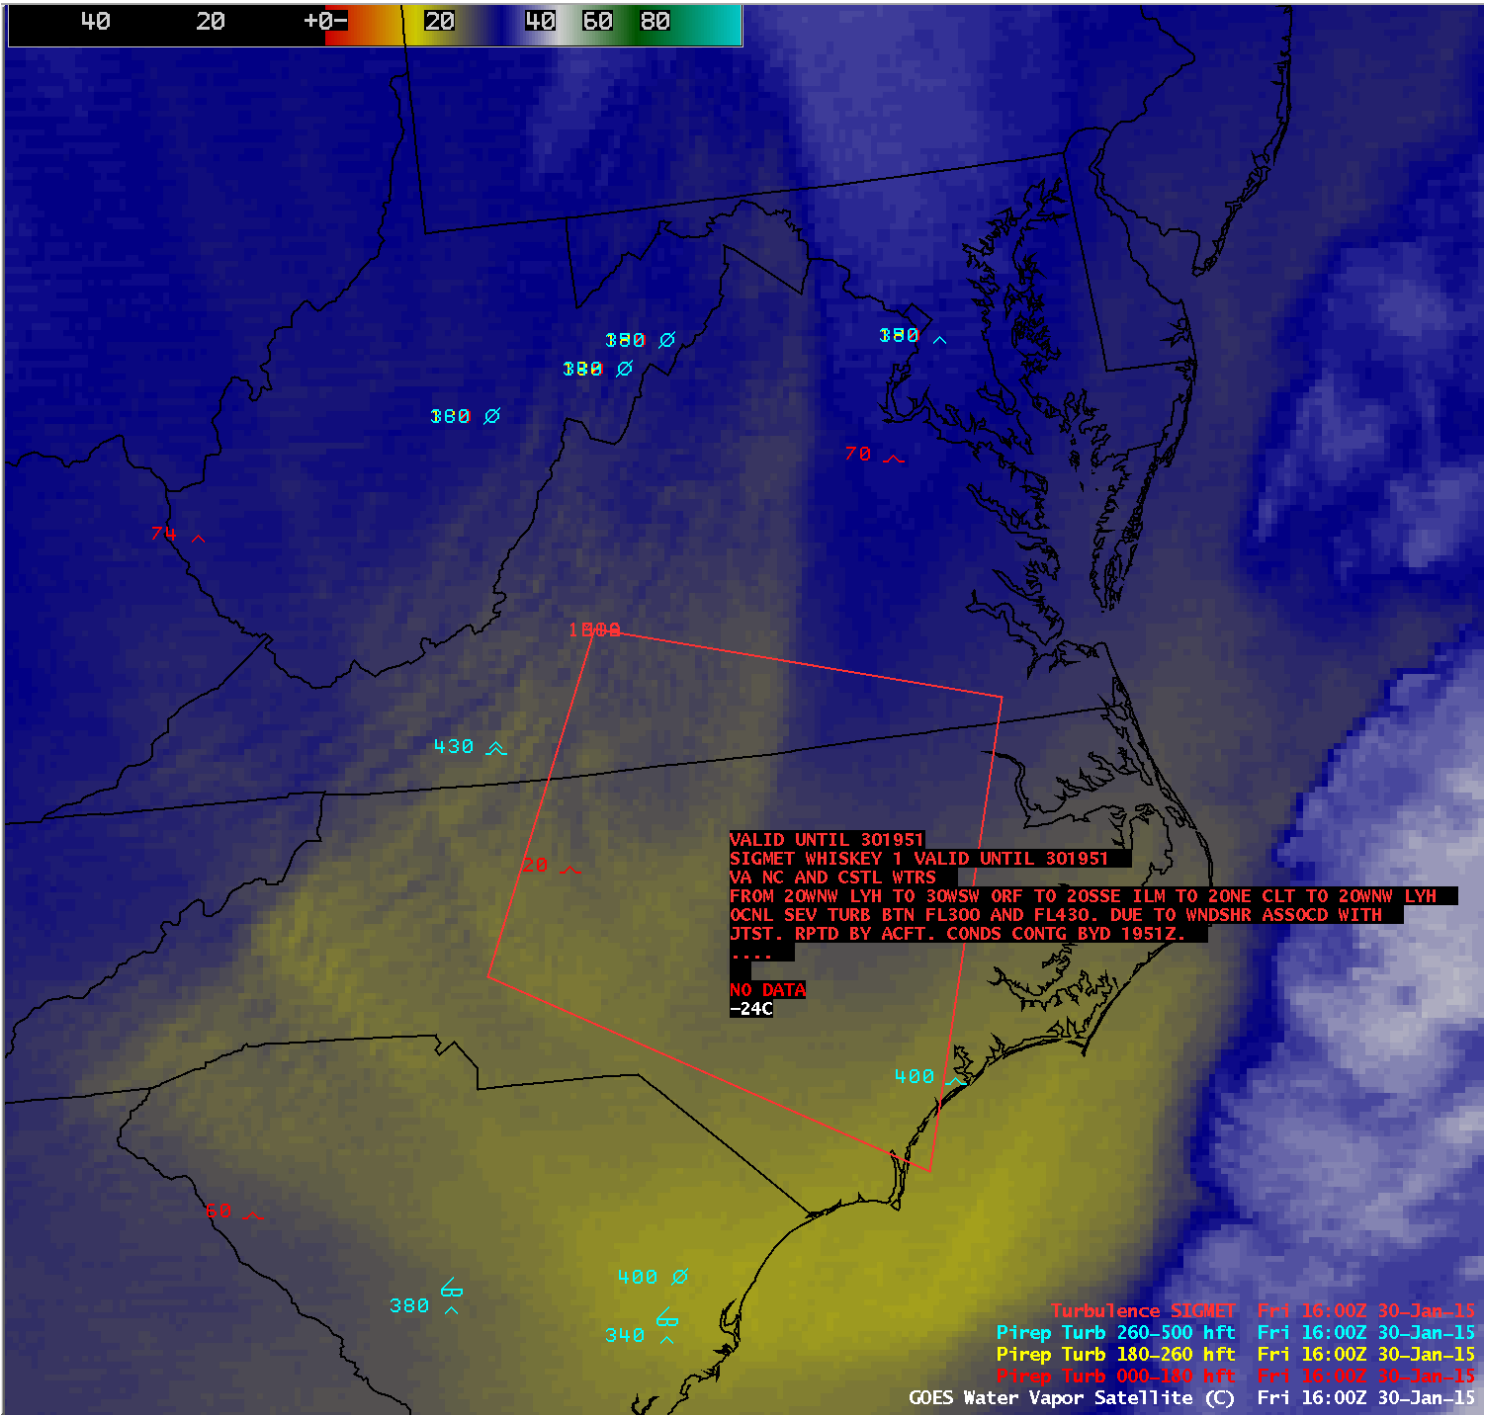 40 20 +0- 20 40 60 80
380
380
380
380
70
74
430
20
VALID UNTIL 301951
SIGMET WHISKEY 1 VALID UNTIL 301951
VA NC AND CSTL WTRS
FROM 20WNW LYH TO 30WSW ORF TO 20SSE ILM TO 20NE CLT TO 20WNW LYH
OCNL SEV TURB BTN FL300 AND FL430. DUE TO WNDSHR ASSOCD WITH
JTST. RPTD BY ACFT. CONDS CONTG BYD 1951Z.
....
NO DATA
-24C
400
60
400
380
340
Turbulence SIGMET Fri 16:00Z 30-Jan-15
Pirep Turb 260-500 hft Fri 16:00Z 30-Jan-15
Pirep Turb 180-260 hft Fri 16:00Z 30-Jan-15
Pirep Turb 000-180 hft Fri 16:00Z 30-Jan-15
GOES Water Vapor Satellite (C) Fri 16:00Z 30-Jan-15